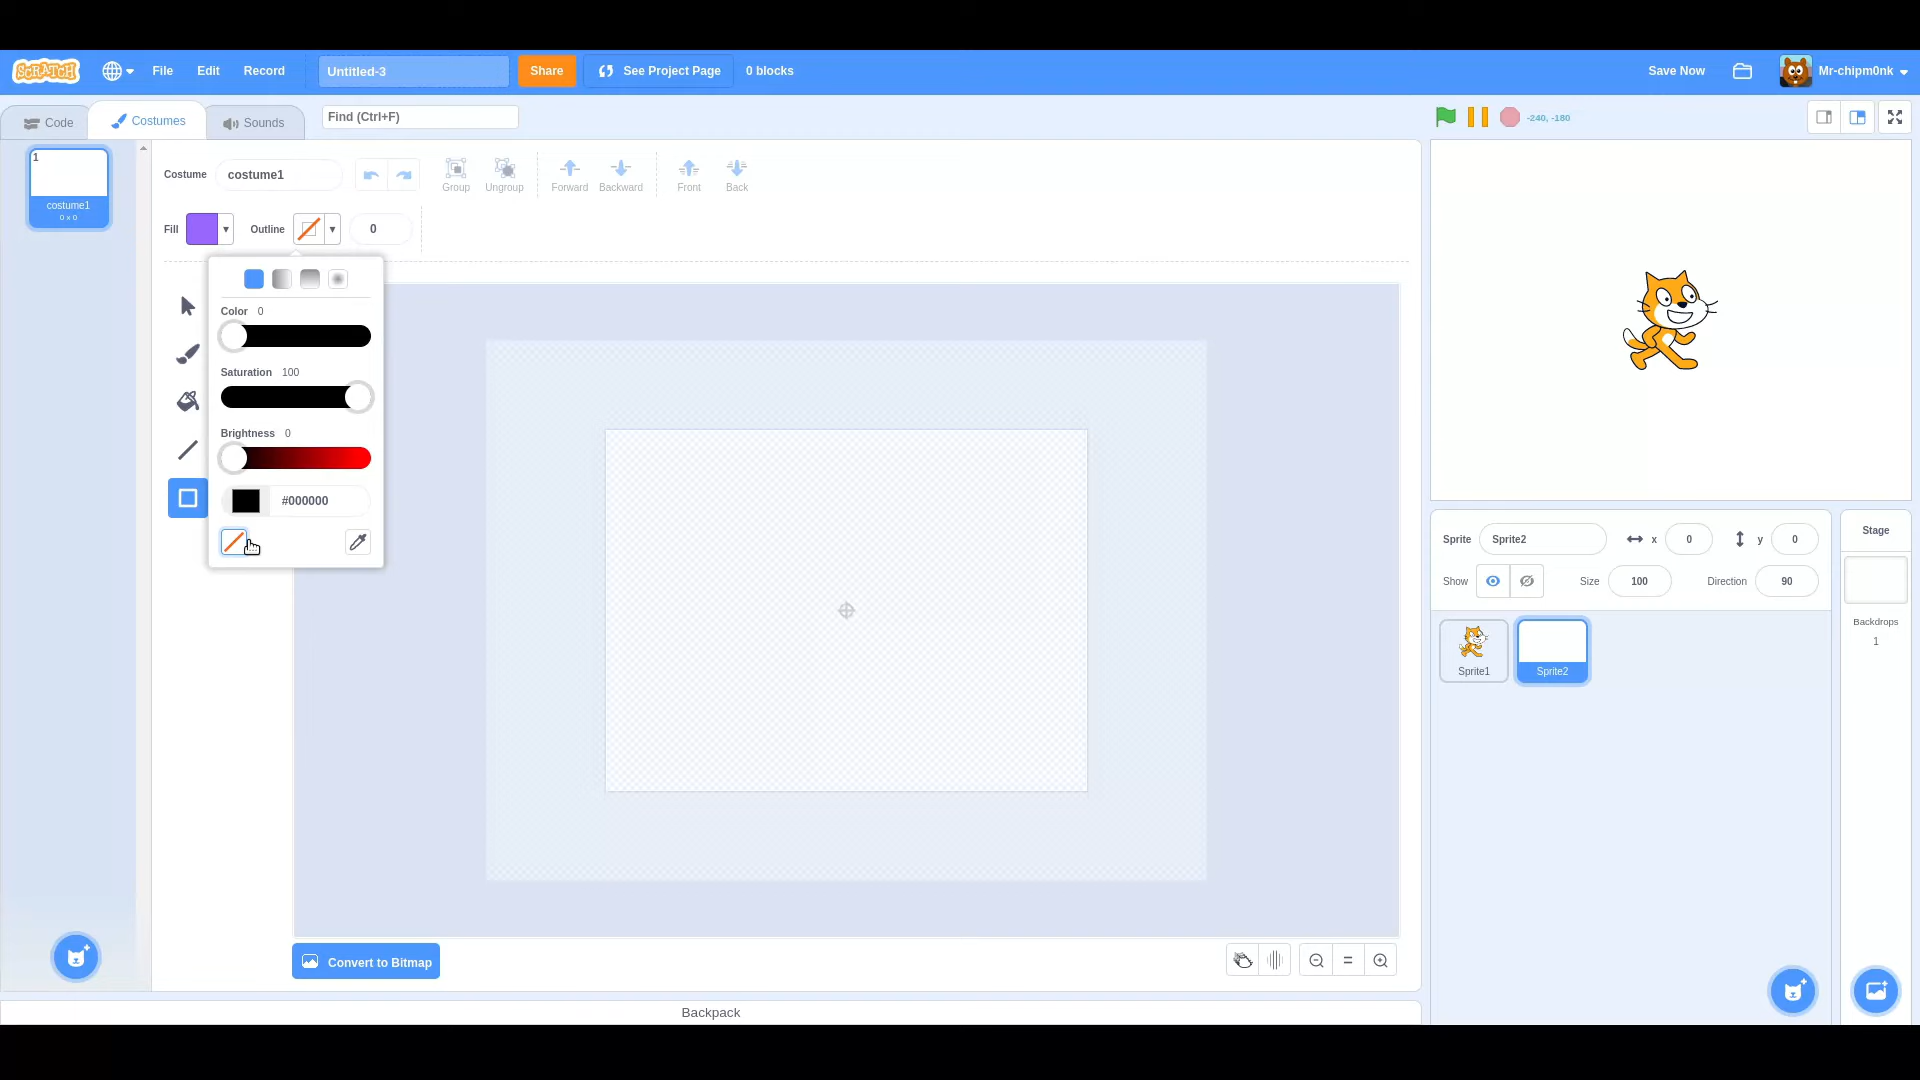 SCRATCH
File
Edit
Record
Untitled-3
Share
See Project Page
0 blocks
Save Now
Mr-chipm0nk
Code
Costumes
Sounds
Find (Ctrl+F)
-240, -180
1
costume1
0 x 0
Costume
costume1
Group
Ungroup
Forward
Backward
Front
Back
Fill
Outline
0
Color 0
Saturation 100
Brightness 0
#000000
Convert to Bitmap
Backpack
Sprite
Sprite2
x
0
y
0
Show
Size
100
Direction
90
Sprite1
Sprite2
Stage
Backdrops
1